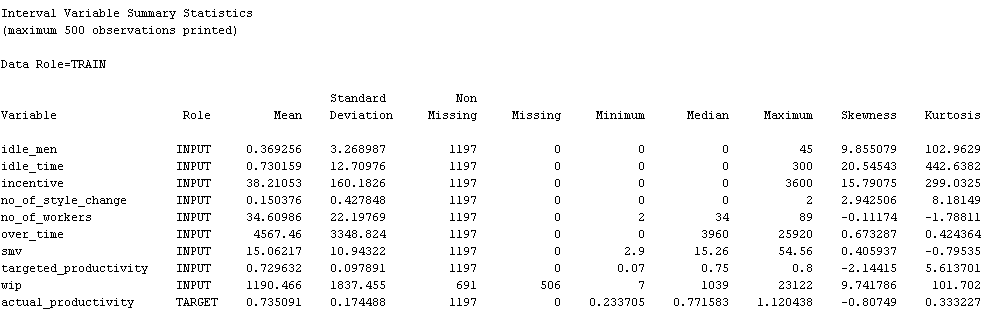 Interval Variable Summary Statistics
(maximum 500 observations printed)
Data Role=TRAIN
Standard Non
Variable Role Mean Deviation Missing Missing Minimum Median Maximum Skewness Kurtosis
idle_men INPUT 0.369256 3.268987 1197 0 0 0 45 9.855079 102.9629
idle_time INPUT 0.730159 12.70976 1197 0 0 0 300 20.54543 442.6382
incentive INPUT 38.21053 160.1826 1197 0 0 0 3600 15.79075 299.0325
no_of_style_change INPUT 0.150376 0.427848 1197 0 0 0 2 2.942506 8.18149
no_of_workers INPUT 34.60986 22.19769 1197 0 2 34 89 -0.11174 -1.78811
over_time INPUT 4567.46 3348.824 1197 0 0 3960 25920 0.673287 0.424364
smv INPUT 15.06217 10.94322 1197 0 2.9 15.26 54.56 0.405937 -0.79535
targeted_productivity INPUT 0.729632 0.097891 1197 0 0.07 0.75 0.8 -2.14415 5.613701
wip INPUT 1190.466 1837.455 691 506 7 1039 23122 9.741786 101.702
actual_productivity TARGET 0.735091 0.174488 1197 0 0.233705 0.771583 1.120438 -0.80749 0.333227